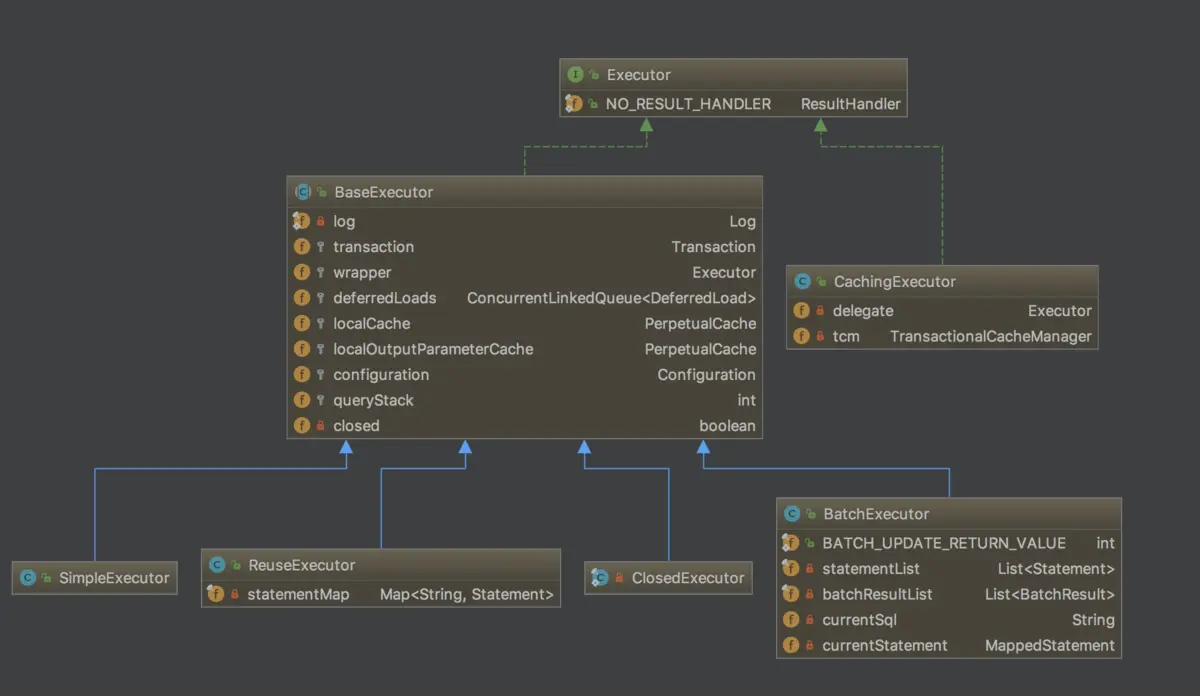 Executor
NO_RESULT_HANDLER ResultHandler
BaseExecutor
log Log
transaction Transaction
wrapper Executor
deferredLoads ConcurrentLinkedQueue<DeferredLoad>
localCache PerpetualCache
localOutputParameterCache PerpetualCache
configuration Configuration
queryStack int
closed boolean
CachingExecutor
delegate Executor
tcm TransactionalCacheManager
SimpleExecutor
ReuseExecutor
statementMap Map<String, Statement>
ClosedExecutor
BatchExecutor
BATCH_UPDATE_RETURN_VALUE int
statementList List<Statement>
batchResultList List<BatchResult>
currentSql String
currentStatement MappedStatement